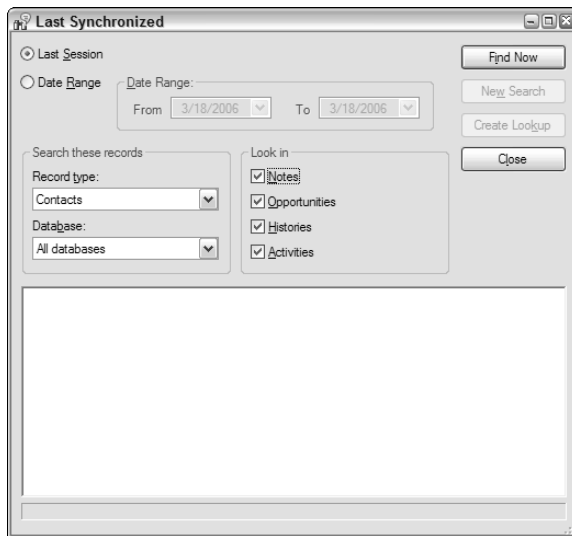 Last Synchronized
Last Session
Date Range
Date Range:
From 3/18/2006 To 3/18/2006
Find Now
New Search
Create Lookup
Close
Search these records
Record type:
Contacts
Database:
All databases
Look in
Notes
Opportunities
Histories
Activities